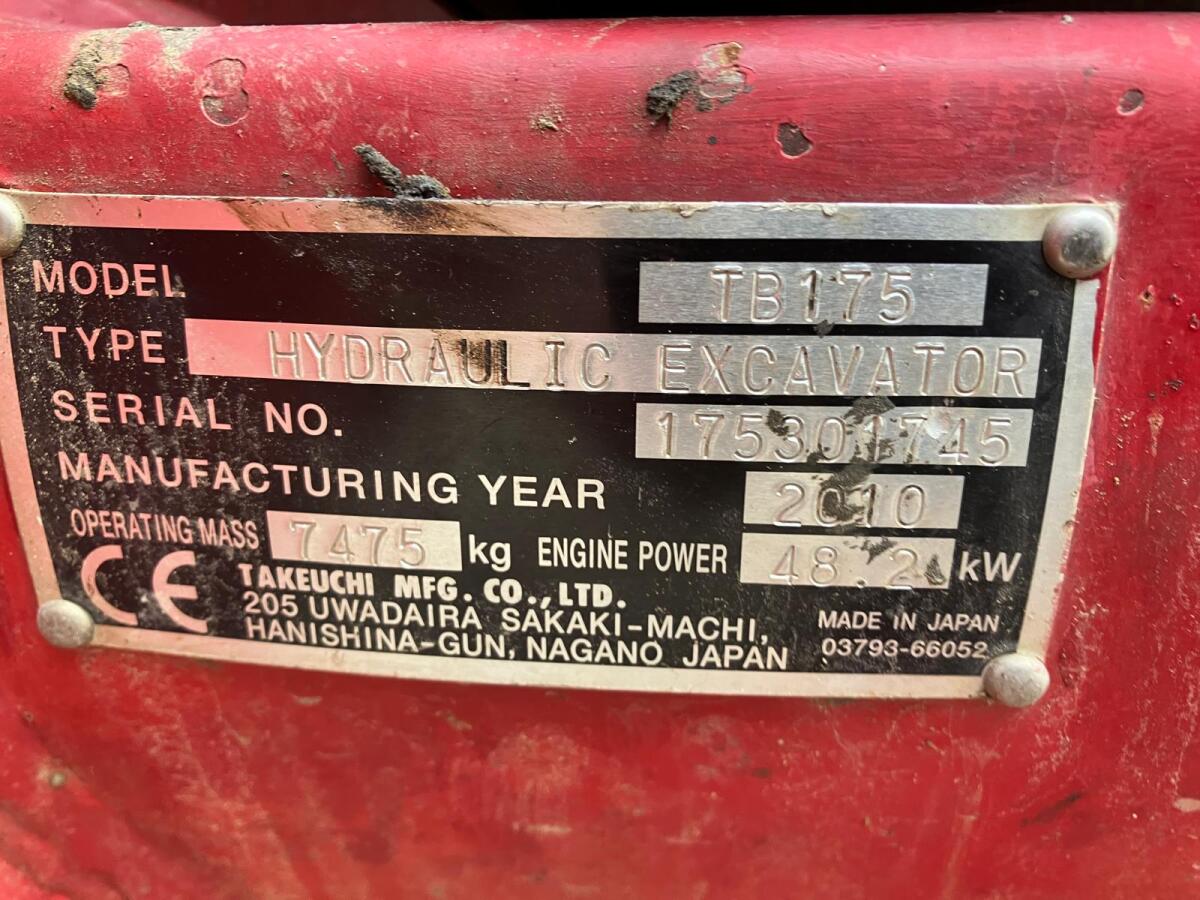 MODEL TB175
TYPE HYDRAULIC EXCAVATOR
SERIAL NO. 175301745
MANUFACTURING YEAR 2010
OPERATING MASS 7475 kg ENGINE POWER 48.2 kW
CE TAKEUCHI MFG. CO., LTD.
205 UWADAIRA SAKAKI-MACHI,
HANISHINA-GUN, NAGANO JAPAN
MADE IN JAPAN
03793-66052